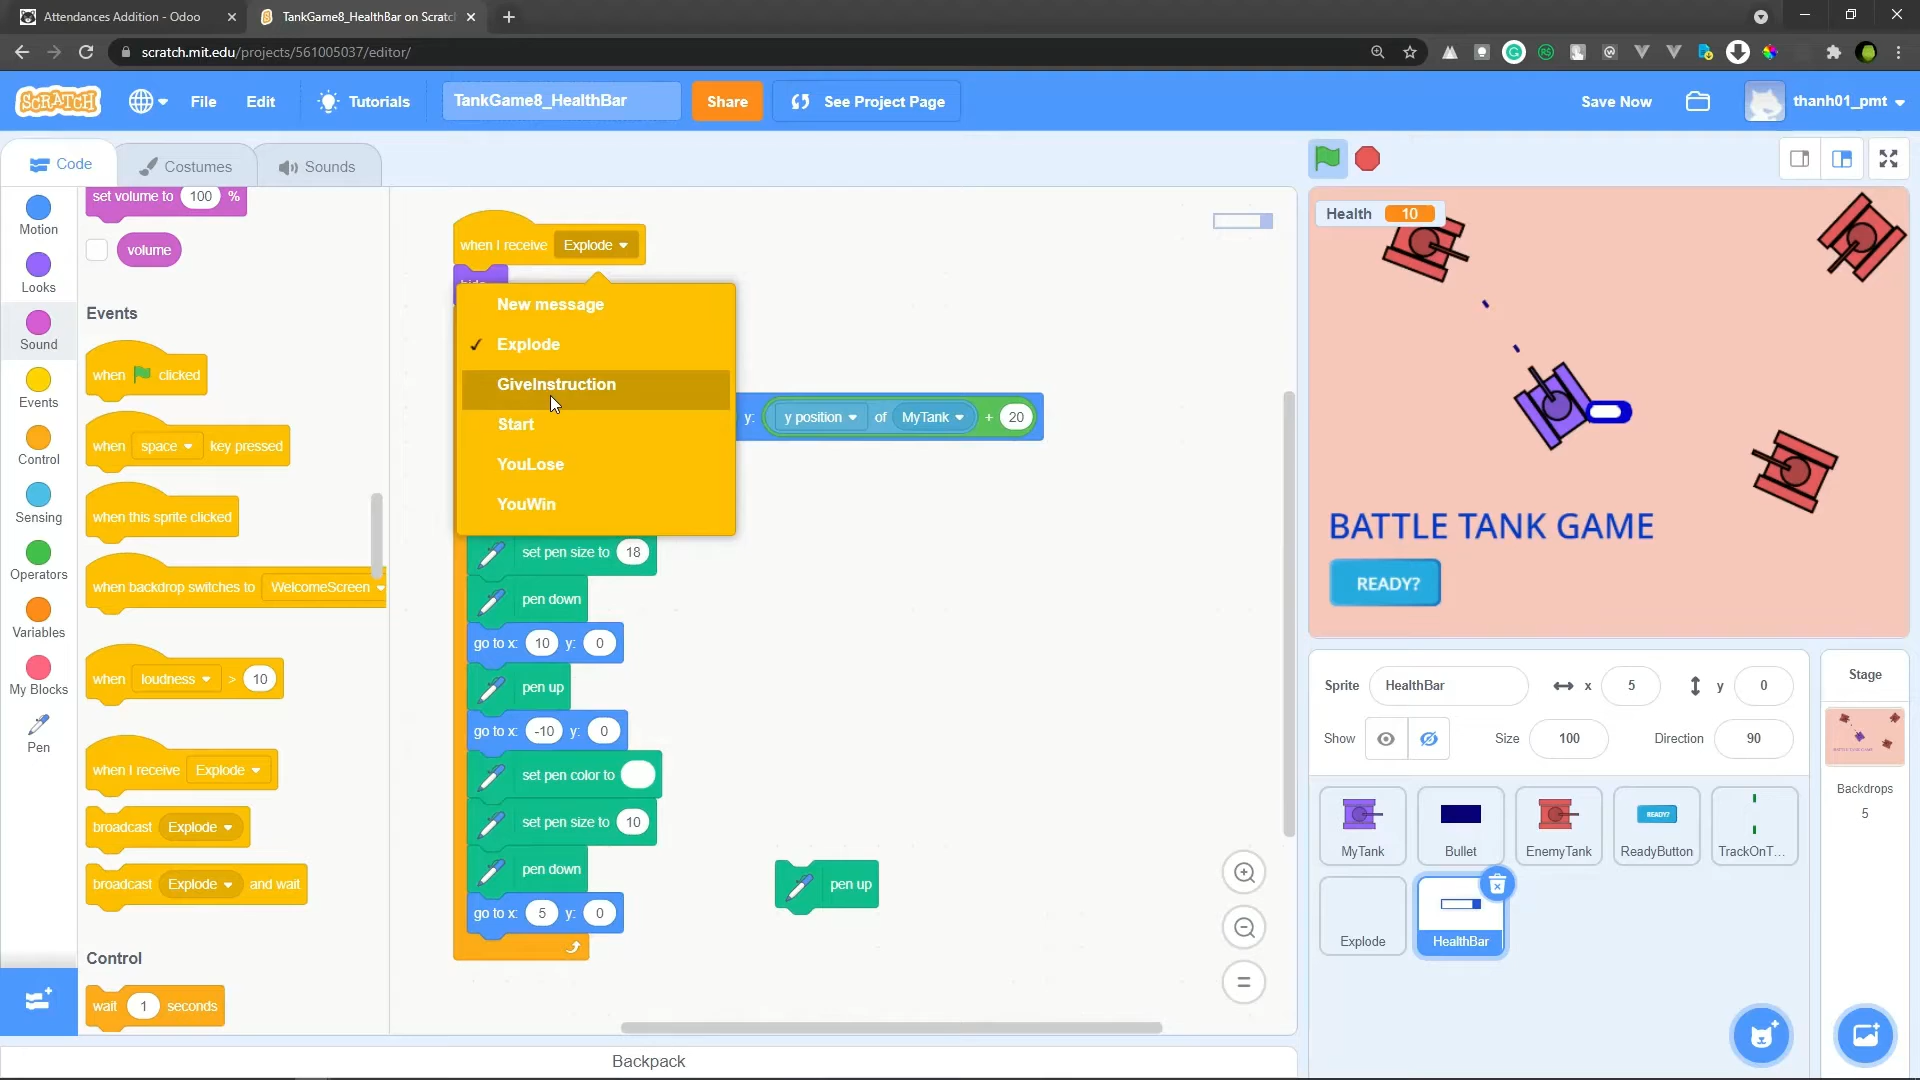 Attendances Addition - Odoo
TankGame8_HealthBar on Scratch
scratch.mit.edu/projects/561005037/editor/
SCRATCH
File
Edit
Tutorials
TankGame8_HealthBar
Share
See Project Page
Save Now
thanh01_pmt
Code
Costumes
Sounds
Motion
Looks
Sound
Events
Control
Sensing
Operators
Variables
My Blocks
Pen
set volume to 100 %
volume
Events
when clicked
when space key pressed
when this sprite clicked
when backdrop switches to WelcomeScreen
when loudness > 10
when I receive Explode
broadcast Explode
broadcast Explode and wait
Control
wait 1 seconds
when I receive Explode
New message
✓ Explode
GiveInstruction
Start
YouLose
YouWin
y: y position of MyTank + 20
set pen size to 18
pen down
go to x: 10 y: 0
pen up
go to x: -10 y: 0
set pen color to
set pen size to 10
pen down
go to x: 5 y: 0
pen up
Backpack
Health 10
BATTLE TANK GAME
READY?
Sprite HealthBar x 5 y 0
Show Size 100 Direction 90
MyTank
Bullet
EnemyTank
READY?
ReadyButton
TrackOnT...
Explode
HealthBar
Stage
Backdrops
5